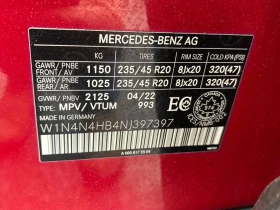 MERCEDES-BENZ AG
TIRES
GAWR/ PNBE RIM COLD KPA(PSI)
FRONT/AV 1150 235/45 R20 8Jx20 320(47)
GAWR/ PNBE
REAR/AR 1025 235/45 R20 8Jx20 320(47)
GVWR/ PNBV 2125 04/22
MADE IN GERMANY
TYPE MPV / VTUM 993
W1N4N4HB4NJ397397